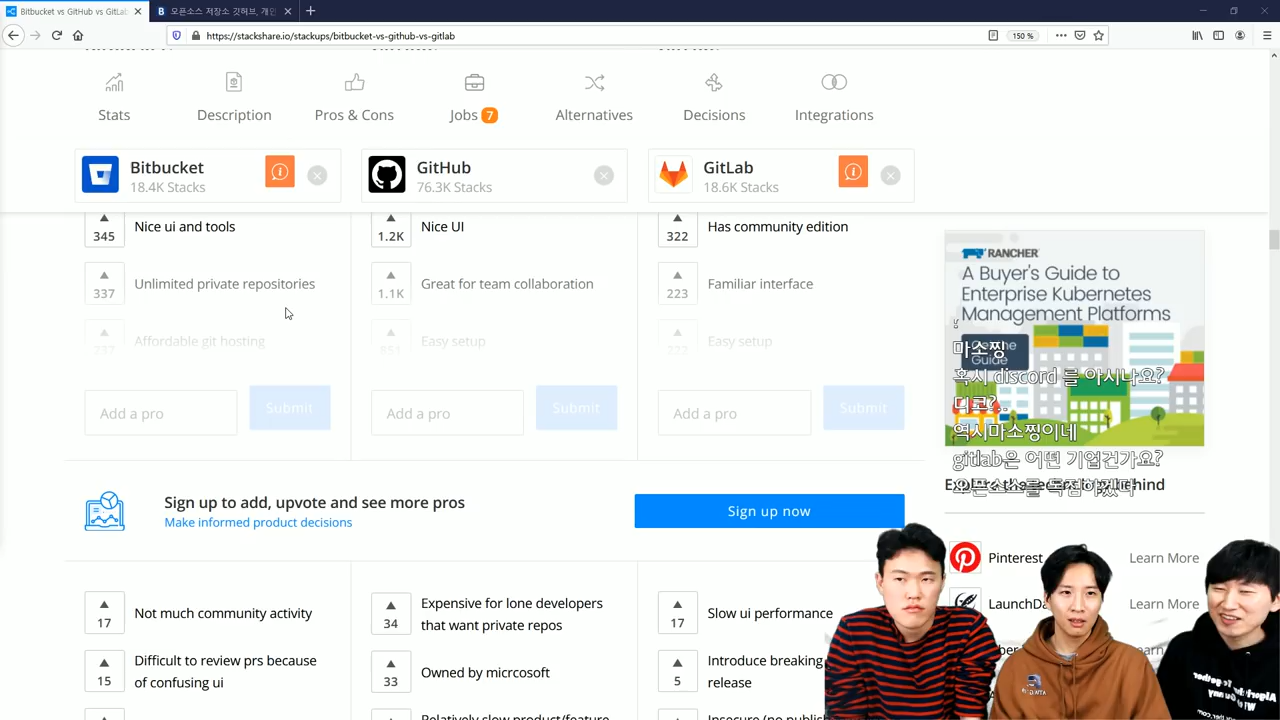 Bitbucket vs GitHub vs GitLab
오픈소스 저장소 깃허브, 개인
https://stackshare.io/stackups/bitbucket-vs-github-vs-gitlab
150 %
Stats
Description
Pros & Cons
Jobs 7
Alternatives
Decisions
Integrations
Bitbucket
18.4K Stacks
GitHub
76.3K Stacks
GitLab
18.6K Stacks
345 Nice ui and tools
1.2K Nice UI
322 Has community edition
337 Unlimited private repositories
1.1K Great for team collaboration
223 Familiar interface
237 Affordable git hosting
851 Easy setup
222 Easy setup
Add a pro
Submit
Add a pro
Submit
Add a pro
Submit
Sign up to add, upvote and see more pros
Make informed product decisions
Sign up now
17 Not much community activity
34 Expensive for lone developers
that want private repos
17 Slow ui performance
15 Difficult to review prs because
of confusing ui
33 Owned by micrcosoft
5 Introduce breaking
release
RANCHER
A Buyer's Guide to
Enterprise Kubernetes
Management Platforms
Guide
마소찡
혹시 discord 를 아시나요?
디코?..
역시마소찡이네
gitlab은 어떤 기업건가요?
Pinterest
Learn More
Learn More